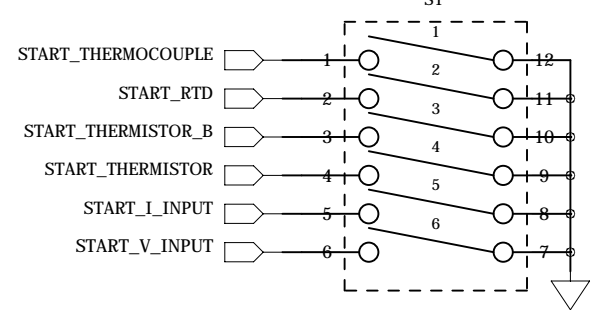 S1
1
START_THERMOCOUPLE 1 12
2
START_RTD 2 11
3
START_THERMISTOR_B 3 10
4
START_THERMISTOR 4 9
5
START_I_INPUT 5 8
6
START_V_INPUT 6 7